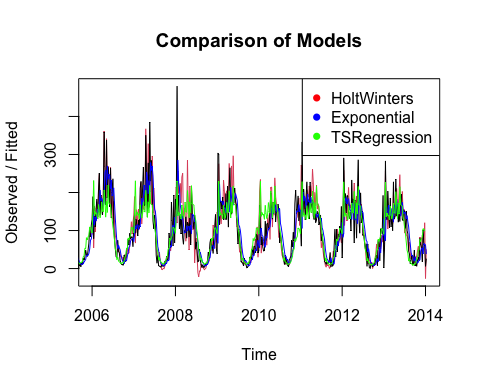 Comparison of Models
HoltWinters
Exponential
TSRegression
Observed / Fitted
300
100
0
2006 2008 2010 2012 2014
Time